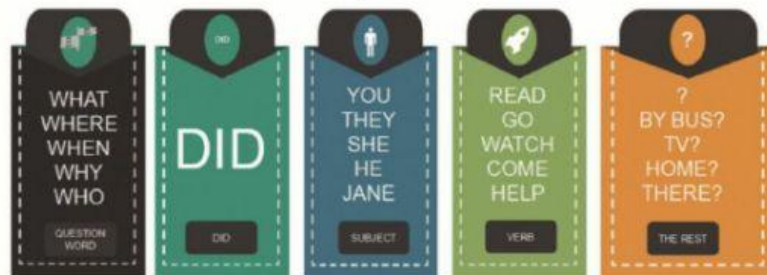 WHAT
WHERE
WHEN
WHY
WHO
QUESTION
WORD
DID
DID
DID
YOU
THEY
SHE
HE
JANE
SUBJECT
READ
GO
WATCH
COME
HELP
VERB
?
?
BY BUS?
TV?
HOME?
THERE?
THE REST